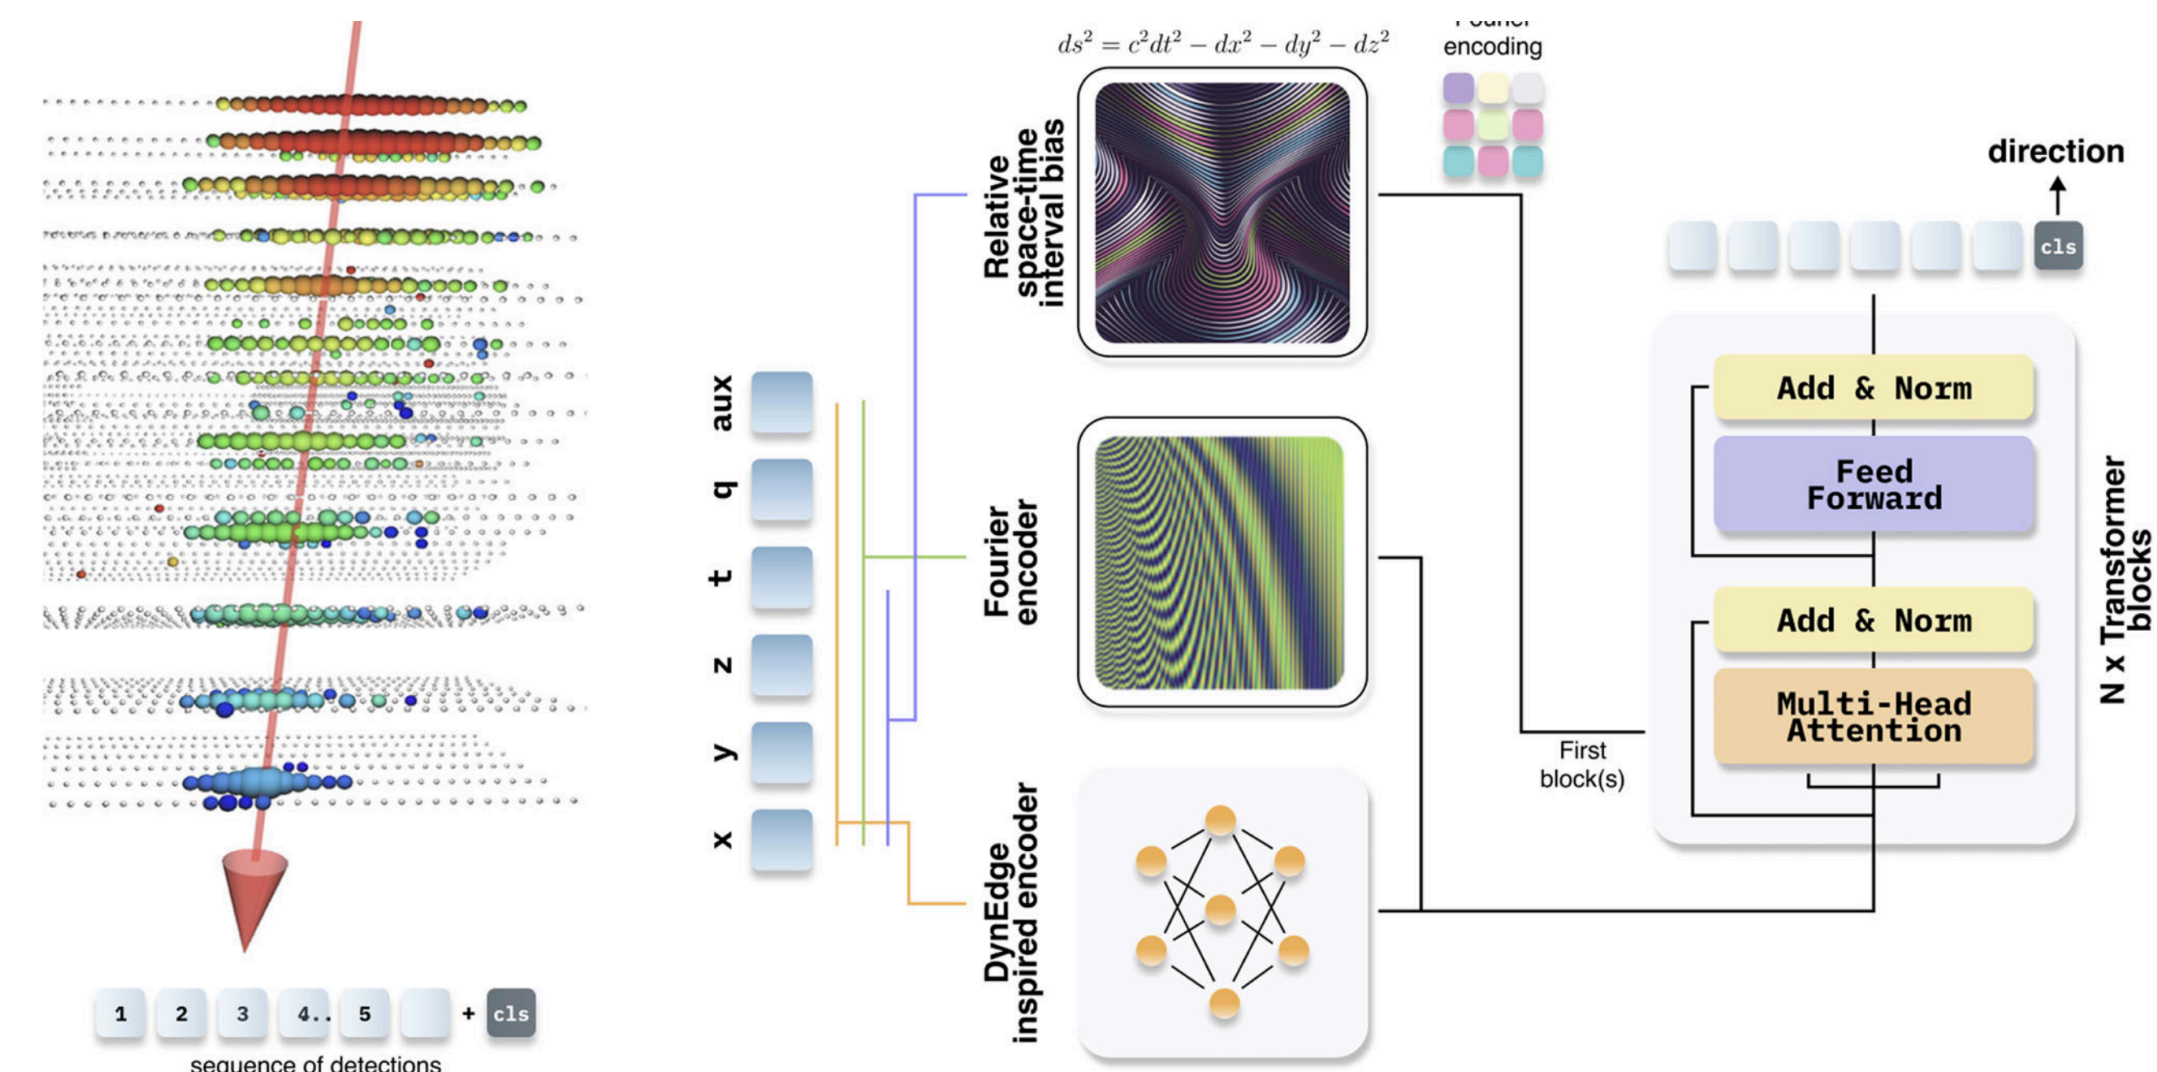 1 2 3 4.. 5 + cls
sequence of detections
aux
q
t
z
y
x
ds² = c²dt² − dx² − dy² − dz²
Relative
space-time
interval bias
Fourier
encoding
Fourier
encoder
DynEdge
inspired encoder
First
block(s)
direction
cls
Add & Norm
Feed
Forward
Add & Norm
Multi-Head
Attention
N x Transformer
blocks